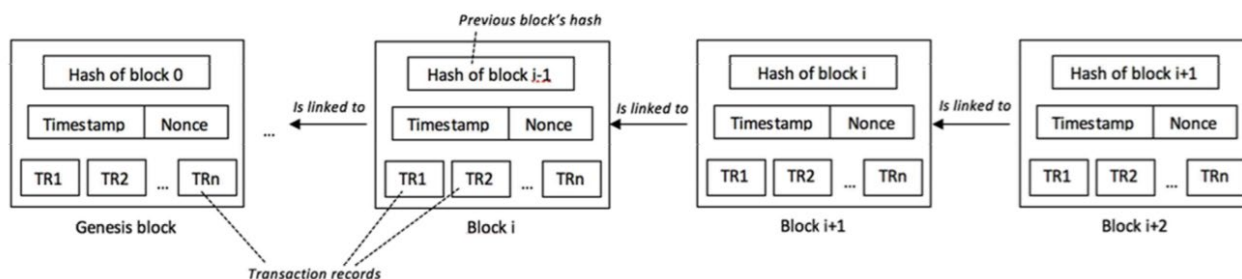 Previous block's hash
Hash of block 0
Timestamp Nonce
TR1 TR2 ... TRn
Genesis block
...
Is linked to
Hash of block i-1
Timestamp Nonce
TR1 TR2 ... TRn
Block i
Is linked to
Hash of block i
Timestamp Nonce
TR1 TR2 ... TRn
Block i+1
Is linked to
Hash of block i+1
Timestamp Nonce
TR1 TR2 ... TRn
Block i+2
Transaction records